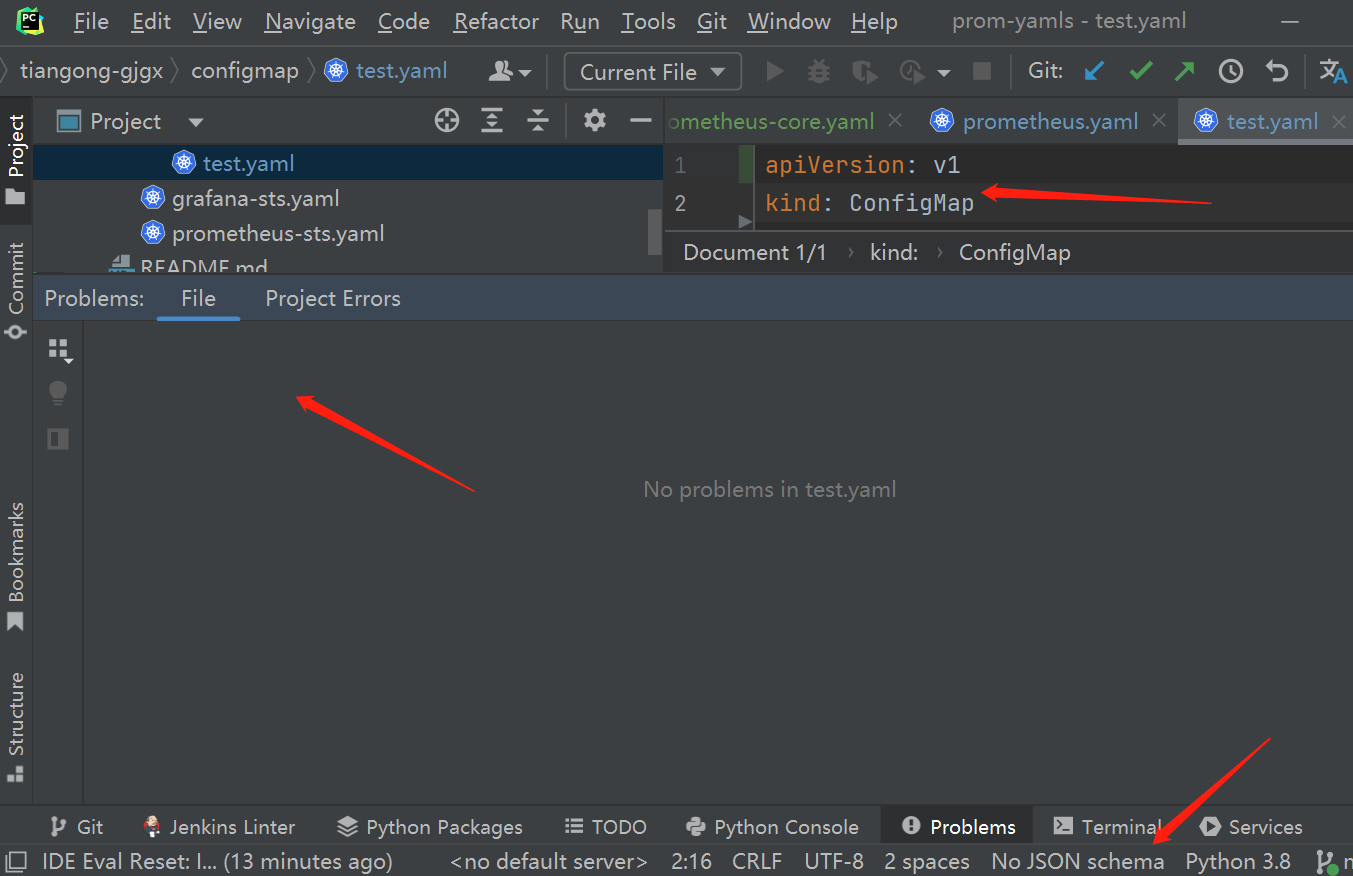 PC File Edit View Navigate Code Refactor Run Tools Git Window Help prom-yamls - test.yaml
tiangong-gjgx configmap test.yaml Current File Git: 文A
Project ometheus-core.yaml prometheus.yaml test.yaml
Project
test.yaml
grafana-sts.yaml
prometheus-sts.yaml
README.md
1 apiVersion: v1
2 kind: ConfigMap
Document 1/1 › kind: › ConfigMap
Commit
Problems: File Project Errors
No problems in test.yaml
Bookmarks
Structure
Git Jenkins Linter Python Packages TODO Python Console Problems Terminal Services
IDE Eval Reset: I... (13 minutes ago) <no default server> 2:16 CRLF UTF-8 2 spaces No JSON schema Python 3.8